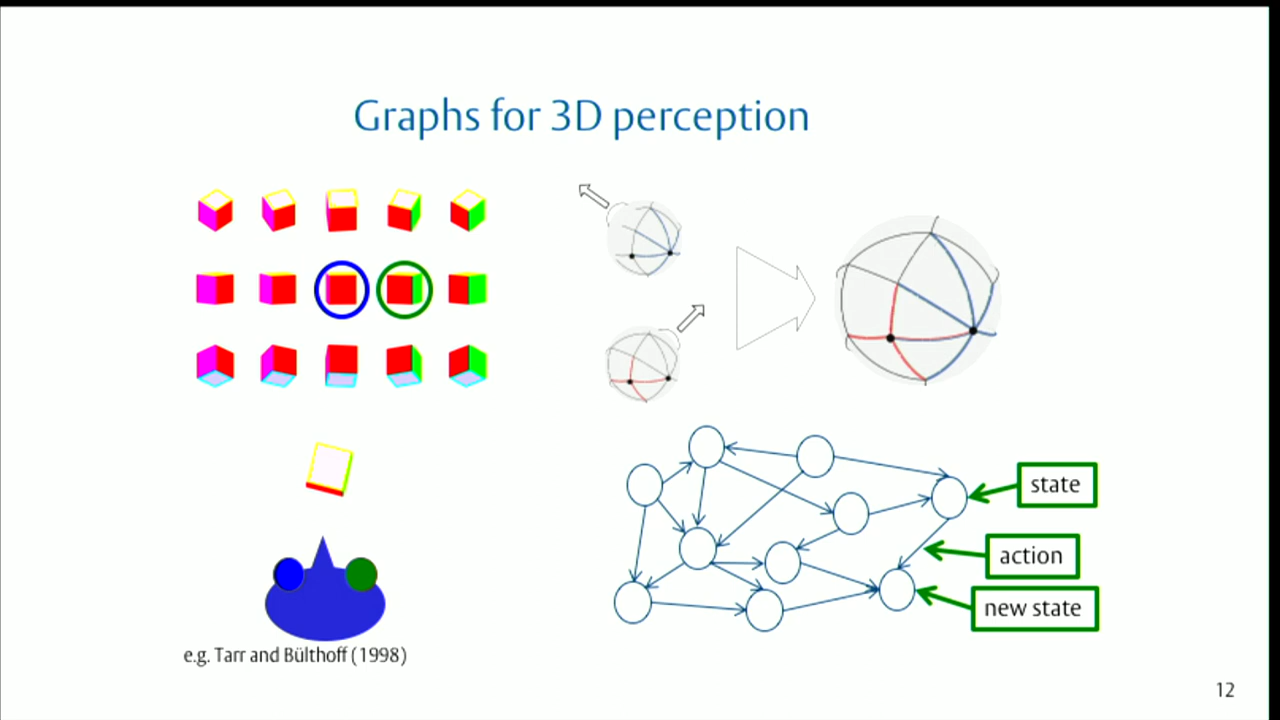 Graphs for 3D perception
state
action
new state
e.g. Tarr and Bülthoff (1998)
12